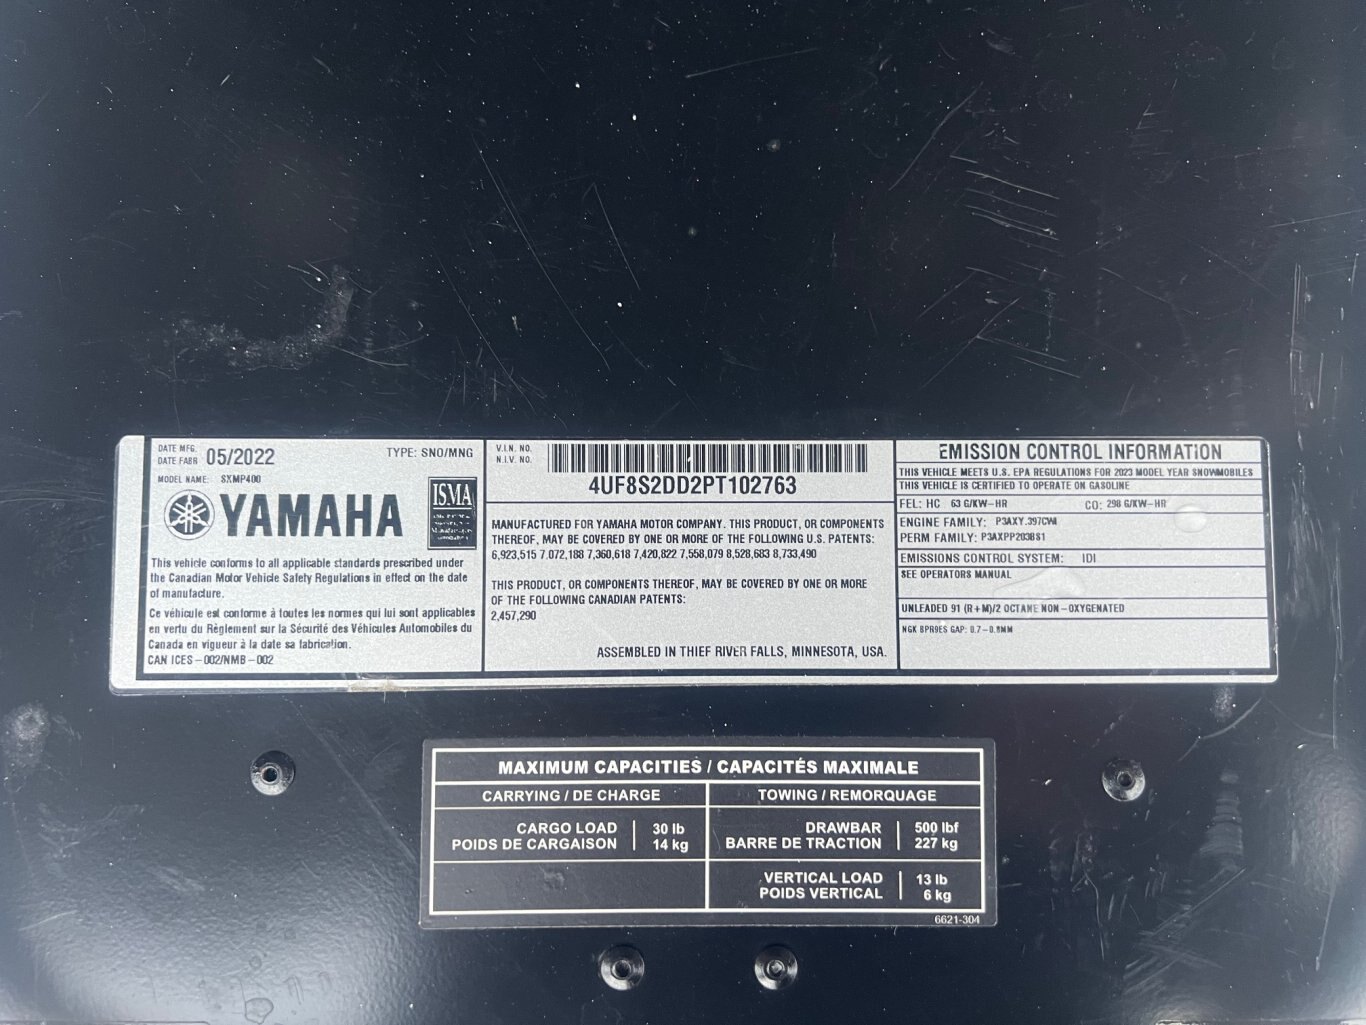 DATE MFG.
DATE FABR 05/2022
TYPE: SNO/MNG
MODEL NAME: SXMP400
YAMAHA
ISMA
This vehicle conforms to all applicable standards prescribed under
the Canadian Motor Vehicle Safety Regulations in effect on the date
of manufacture.
Ce véhicule est conforme à toutes les normes qui lui sont applicables
en vertu du Règlement sur la Sécurité des Véhicules Automobiles du
Canada en vigueur à la date sa fabrication.
CAN ICES-002/NMB-002
V.I.N. NO.
N.I.V. NO.
4UF8S2DD2PT102763
MANUFACTURED FOR YAMAHA MOTOR COMPANY. THIS PRODUCT, OR COMPONENTS
THEREOF, MAY BE COVERED BY ONE OR MORE OF THE FOLLOWING U.S. PATENTS:
6,923,515 7,072,188 7,360,618 7,420,822 7,558,079 8,528,683 8,733,490
THIS PRODUCT, OR COMPONENTS THEREOF, MAY BE COVERED BY ONE OR MORE
OF THE FOLLOWING CANADIAN PATENTS:
2,457,290
ASSEMBLED IN THIEF RIVER FALLS, MINNESOTA, USA.
EMISSION CONTROL INFORMATION
THIS VEHICLE MEETS U.S. EPA REGULATIONS FOR 2023 MODEL YEAR SNOWMOBILES
THIS VEHICLE IS CERTIFIED TO OPERATE ON GASOLINE
FEL: HC 63 G/KW-HR CO: 298 G/KW-HR
ENGINE FAMILY: P3AXY.397CWI
PERM FAMILY: P3AXPP203BS1
EMISSIONS CONTROL SYSTEM: IDI
SEE OPERATORS MANUAL
UNLEADED 91 (R+M)/2 OCTANE NON-OXYGENATED
NGK BPR9ES GAP: 0.7-0.8MM
MAXIMUM CAPACITIES / CAPACITÉS MAXIMALE
CARRYING / DE CHARGE
TOWING / REMORQUAGE
CARGO LOAD 30 lb
POIDS DE CARGAISON 14 kg
DRAWBAR 500 lbf
BARRE DE TRACTION 227 kg
VERTICAL LOAD 13 lb
POIDS VERTICAL 6 kg
6621-304